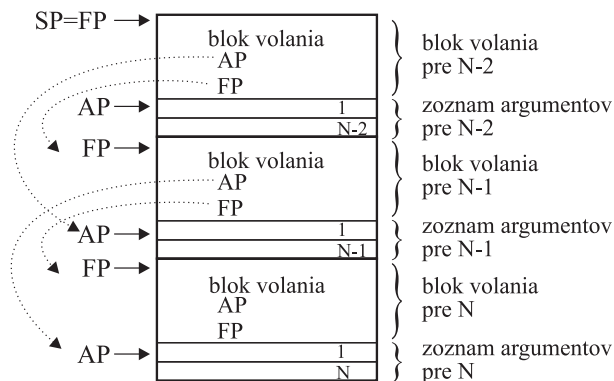 SP=FP
blok volania
AP
FP
blok volania
pre N-2
AP
1
N-2
zoznam argumentov
pre N-2
FP
blok volania
AP
FP
blok volania
pre N-1
AP
1
N-1
zoznam argumentov
pre N-1
FP
blok volania
AP
FP
blok volania
pre N
AP
1
N
zoznam argumentov
pre N